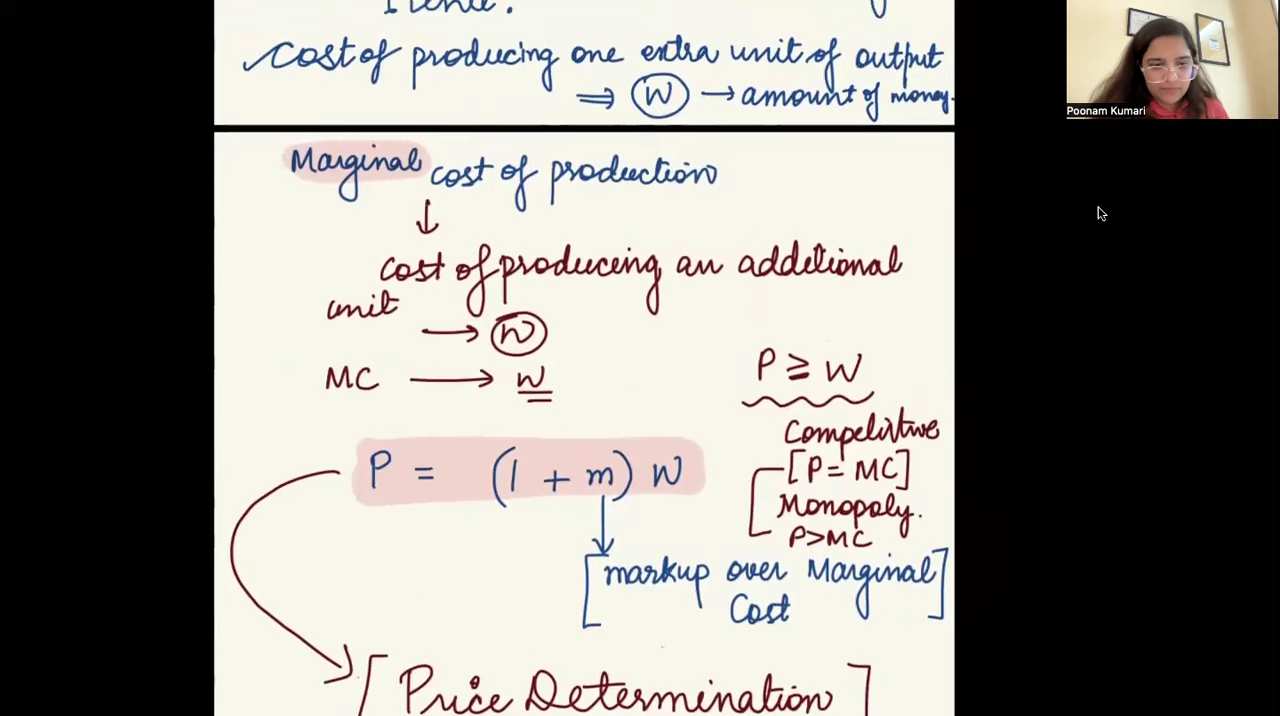 Hence.
✓Cost of producing one extra unit of output
⇒ W → amount of money.
Marginal cost of production
↓
cost of producing an additional
unit → W
MC → W
P ≥ W
Competitive
[P = MC]
Monopoly.
P>MC
P = (1 + m) W
[markup over Marginal
Cost]
[Price Determination]
Poonam Kumari